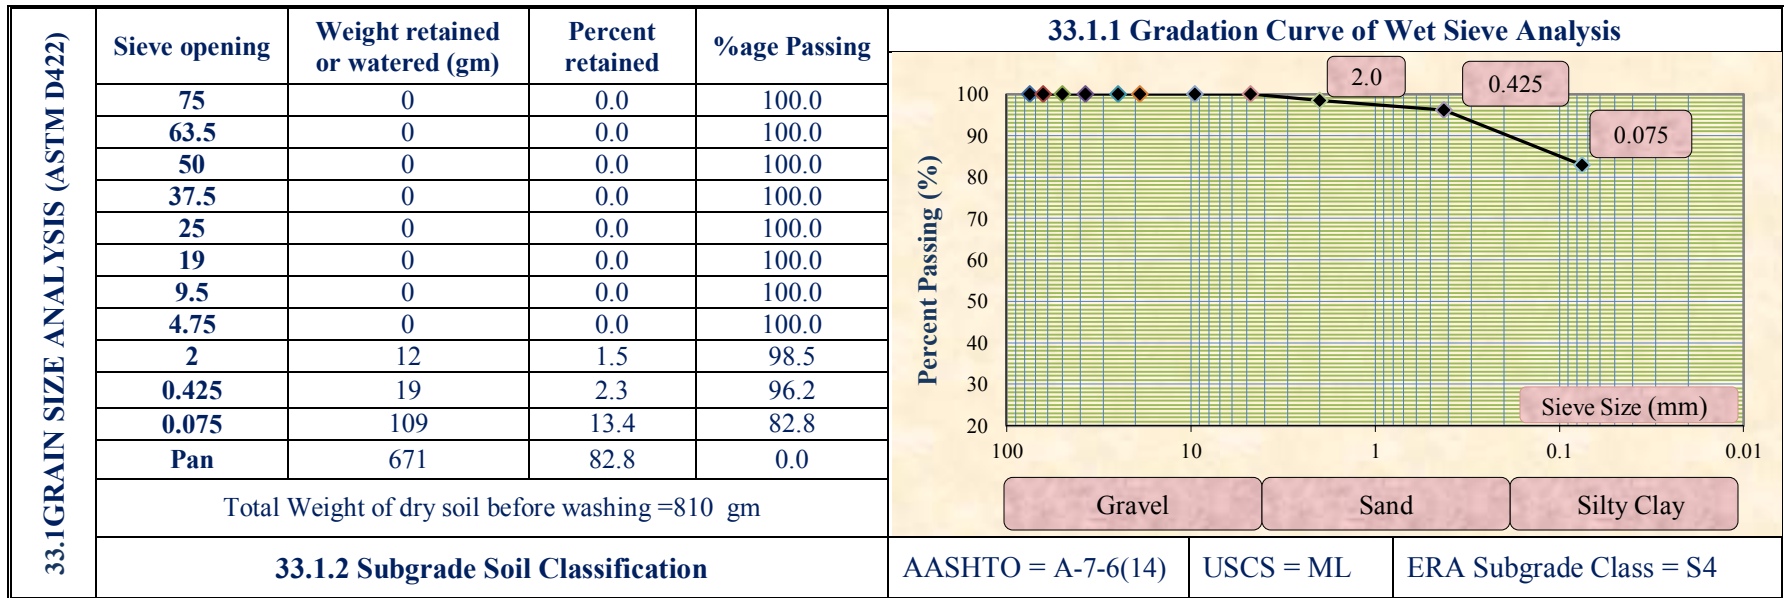 33.1GRAIN SIZE ANALYSIS (ASTM D422)
Sieve opening Weight retained or watered (gm) Percent retained %age Passing
75 0 0.0 100.0
63.5 0 0.0 100.0
50 0 0.0 100.0
37.5 0 0.0 100.0
25 0 0.0 100.0
19 0 0.0 100.0
9.5 0 0.0 100.0
4.75 0 0.0 100.0
2 12 1.5 98.5
0.425 19 2.3 96.2
0.075 109 13.4 82.8
Pan 671 82.8 0.0
Total Weight of dry soil before washing =810 gm
33.1.1 Gradation Curve of Wet Sieve Analysis
2.0
0.425
0.075
Percent Passing (%)
100
90
80
70
60
50
40
30
20
Sieve Size (mm)
100 10 1 0.1 0.01
Gravel Sand Silty Clay
33.1.2 Subgrade Soil Classification
AASHTO = A-7-6(14) USCS = ML ERA Subgrade Class = S4